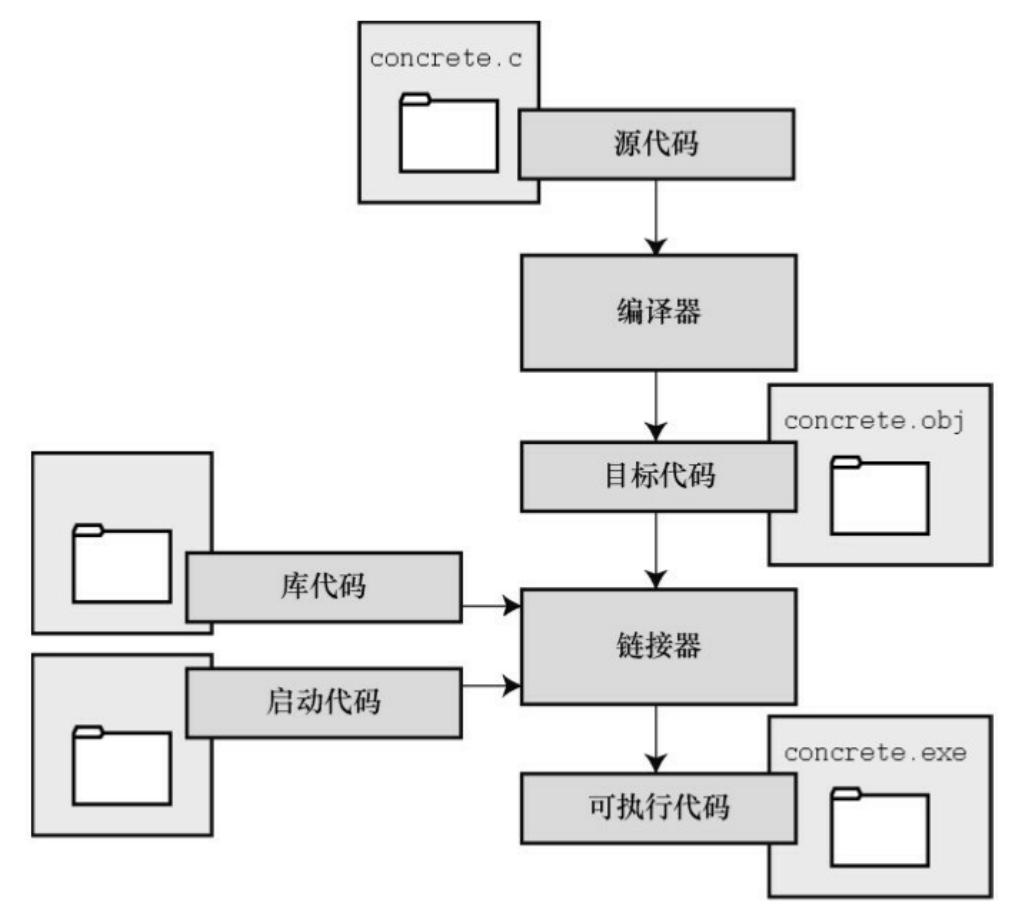 concrete.c
源代码
编译器
concrete.obj
目标代码
库代码
链接器
启动代码
concrete.exe
可执行代码